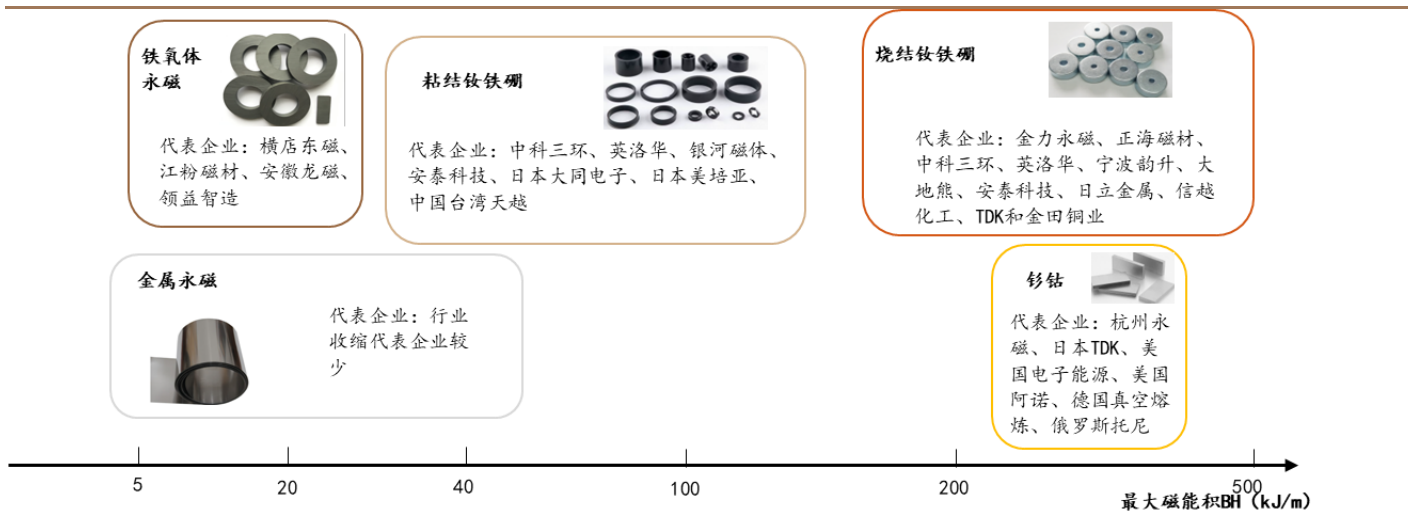 铁氧体
永磁
代表企业：横店东磁、
江粉磁材、安徽龙磁、
领益智造
粘结钕铁硼
代表企业：中科三环、英洛华、银河磁体、
安泰科技、日本大同电子、日本美培亚、
中国台湾天越
烧结钕铁硼
代表企业：金力永磁、正海磁材、
中科三环、英洛华、宁波韵升、大
地熊、安泰科技、日立金属、信越
化工、TDK和金田铜业
金属永磁
代表企业：行业
收缩代表企业较
少
钐钴
代表企业：杭州永
磁、日本TDK、美
国电子能源、美国
阿诺、德国真空熔
炼、俄罗斯托尼
5 20 40 100 200 500
最大磁能积BH（kJ/m）